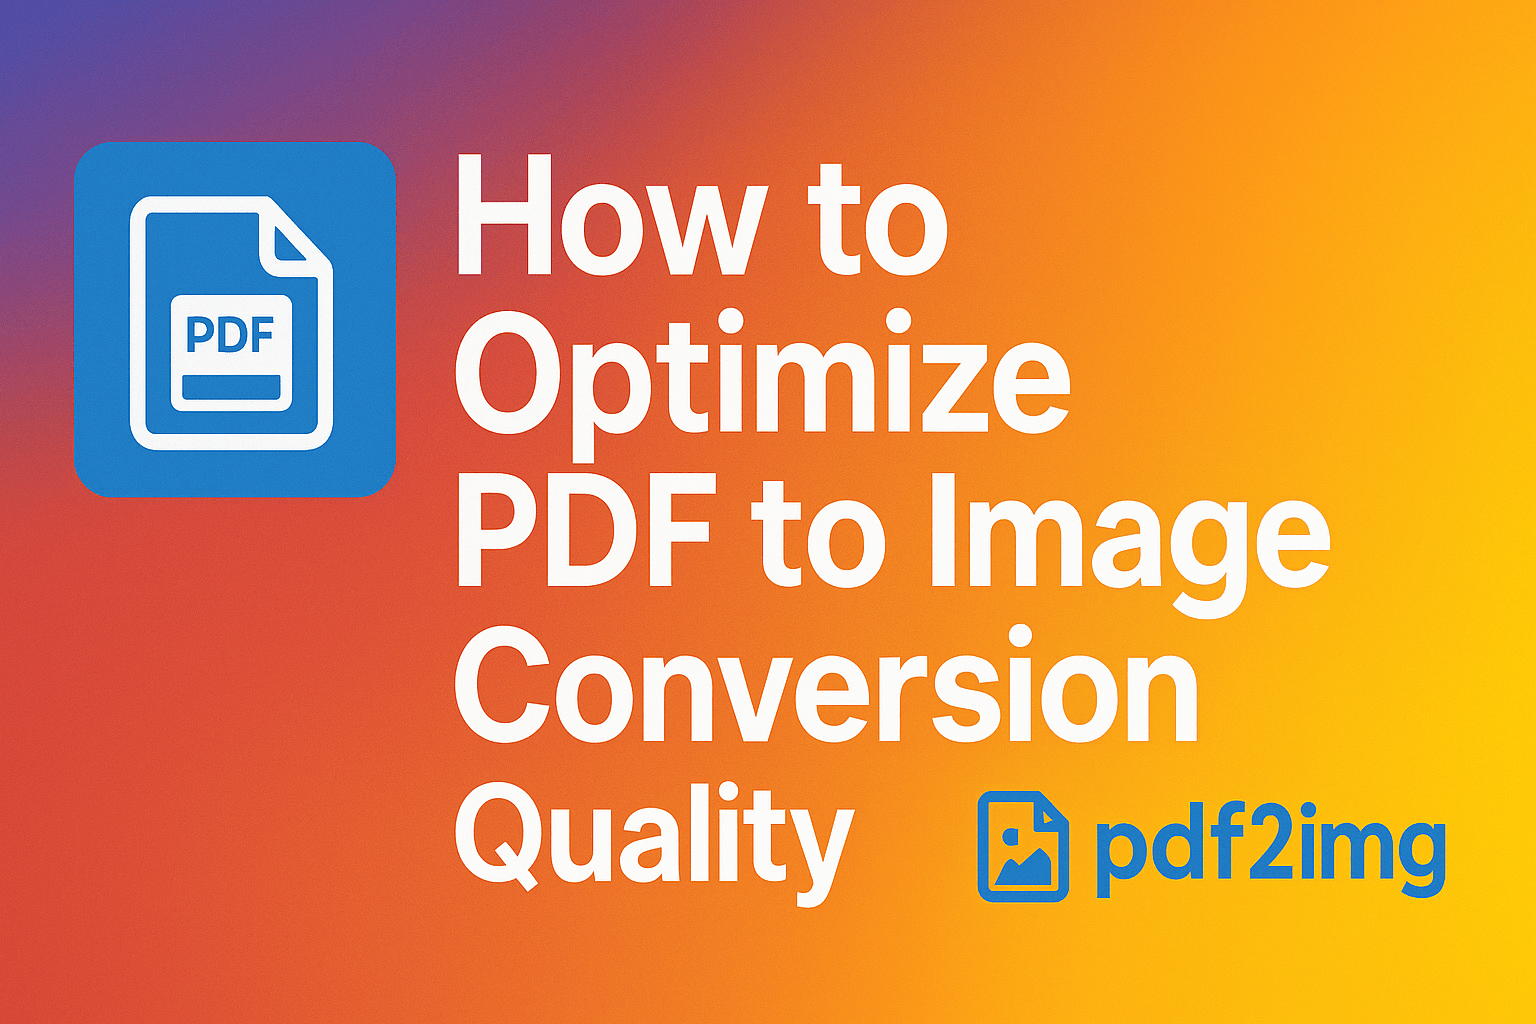 PDF
How to
Optimize
PDF to Image
Conversion
Quality
pdf2img